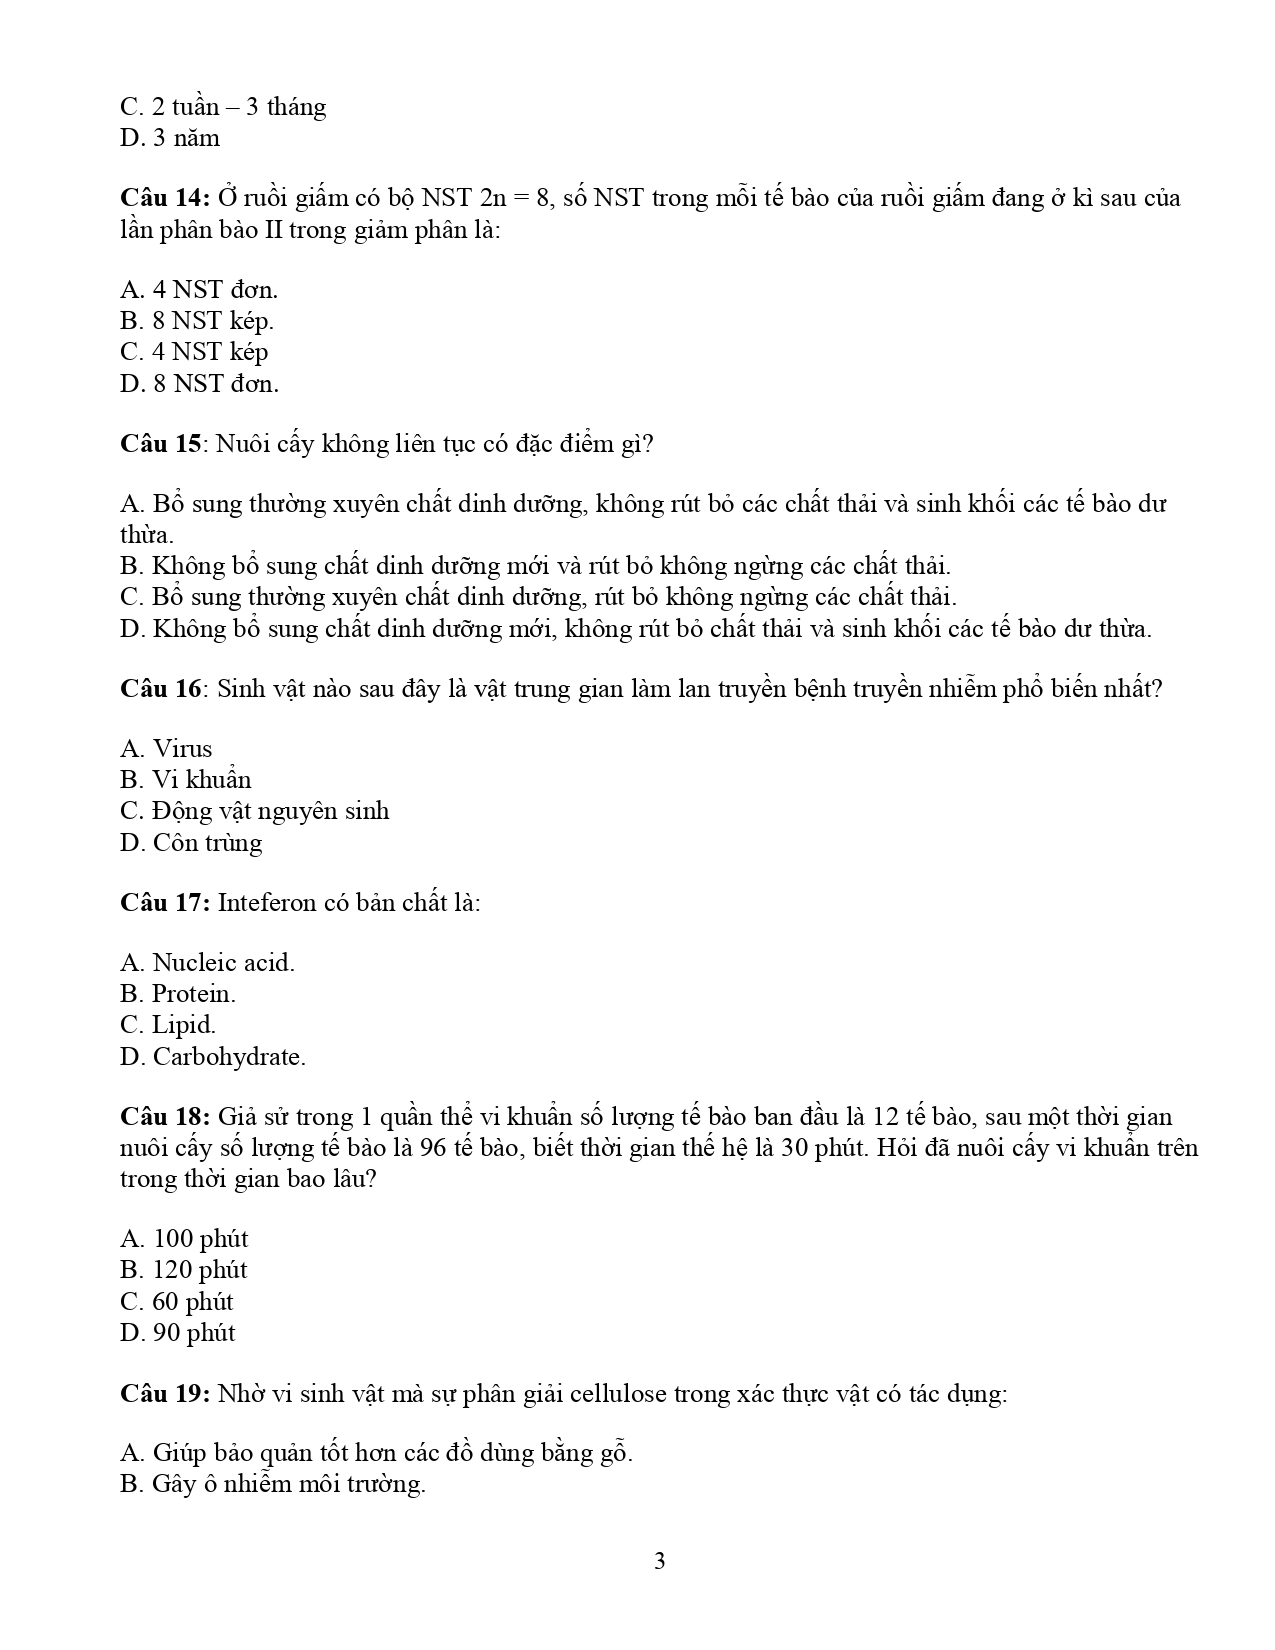 C. 2 tuần – 3 tháng
D. 3 năm
Câu 14: Ở ruồi giấm có bộ NST 2n = 8, số NST trong mỗi tế bào của ruồi giấm đang ở kì sau của
lần phân bào II trong giảm phân là:
A. 4 NST đơn.
B. 8 NST kép.
C. 4 NST kép
D. 8 NST đơn.
Câu 15: Nuôi cấy không liên tục có đặc điểm gì?
A. Bổ sung thường xuyên chất dinh dưỡng, không rút bỏ các chất thải và sinh khối các tế bào dư
thừa.
B. Không bổ sung chất dinh dưỡng mới và rút bỏ không ngừng các chất thải.
C. Bổ sung thường xuyên chất dinh dưỡng, rút bỏ không ngừng các chất thải.
D. Không bổ sung chất dinh dưỡng mới, không rút bỏ chất thải và sinh khối các tế bào dư thừa.
Câu 16: Sinh vật nào sau đây là vật trung gian làm lan truyền bệnh truyền nhiễm phổ biến nhất?
A. Virus
B. Vi khuẩn
C. Động vật nguyên sinh
D. Côn trùng
Câu 17: Inteferon có bản chất là:
A. Nucleic acid.
B. Protein.
C. Lipid.
D. Carbohydrate.
Câu 18: Giả sử trong 1 quần thể vi khuẩn số lượng tế bào ban đầu là 12 tế bào, sau một thời gian
nuôi cấy số lượng tế bào là 96 tế bào, biết thời gian thế hệ là 30 phút. Hỏi đã nuôi cấy vi khuẩn trên
trong thời gian bao lâu?
A. 100 phút
B. 120 phút
C. 60 phút
D. 90 phút
Câu 19: Nhờ vi sinh vật mà sự phân giải cellulose trong xác thực vật có tác dụng:
A. Giúp bảo quản tốt hơn các đồ dùng bằng gỗ.
B. Gây ô nhiễm môi trường.
3